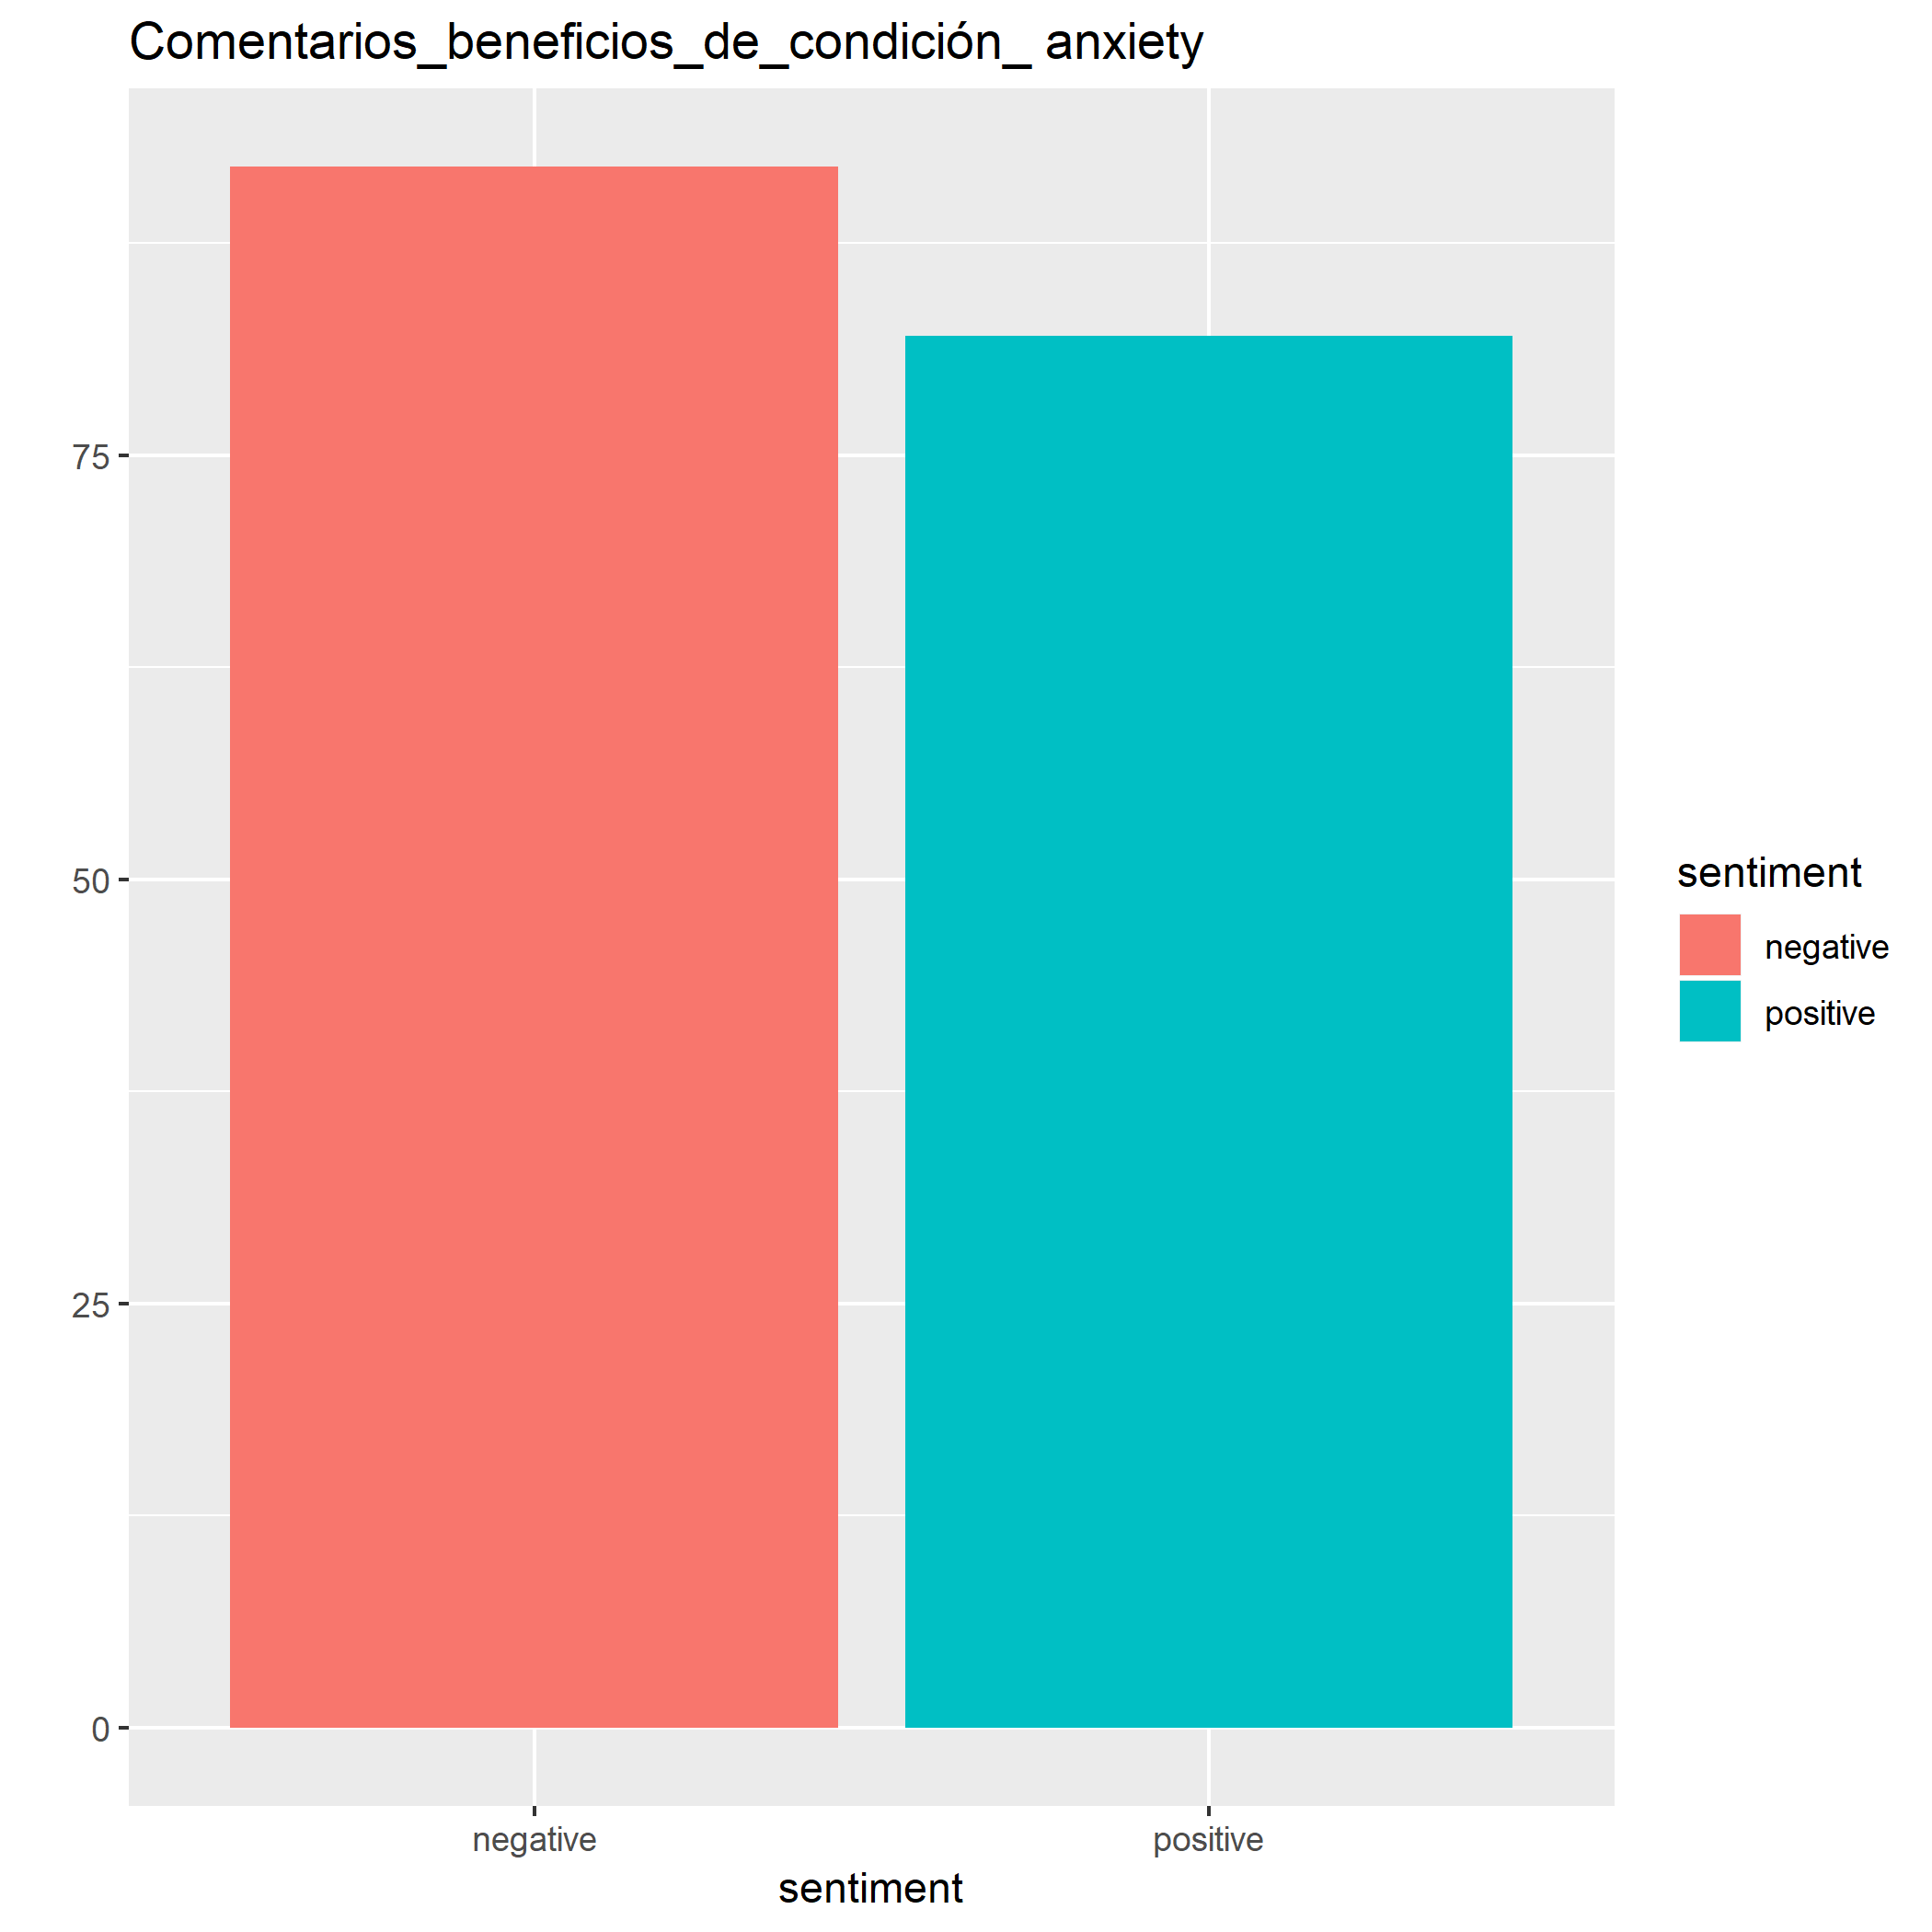 Comentarios_beneficios_de_condición_ anxiety
75
50
25
0
negative
positive
sentiment
sentiment
negative
positive